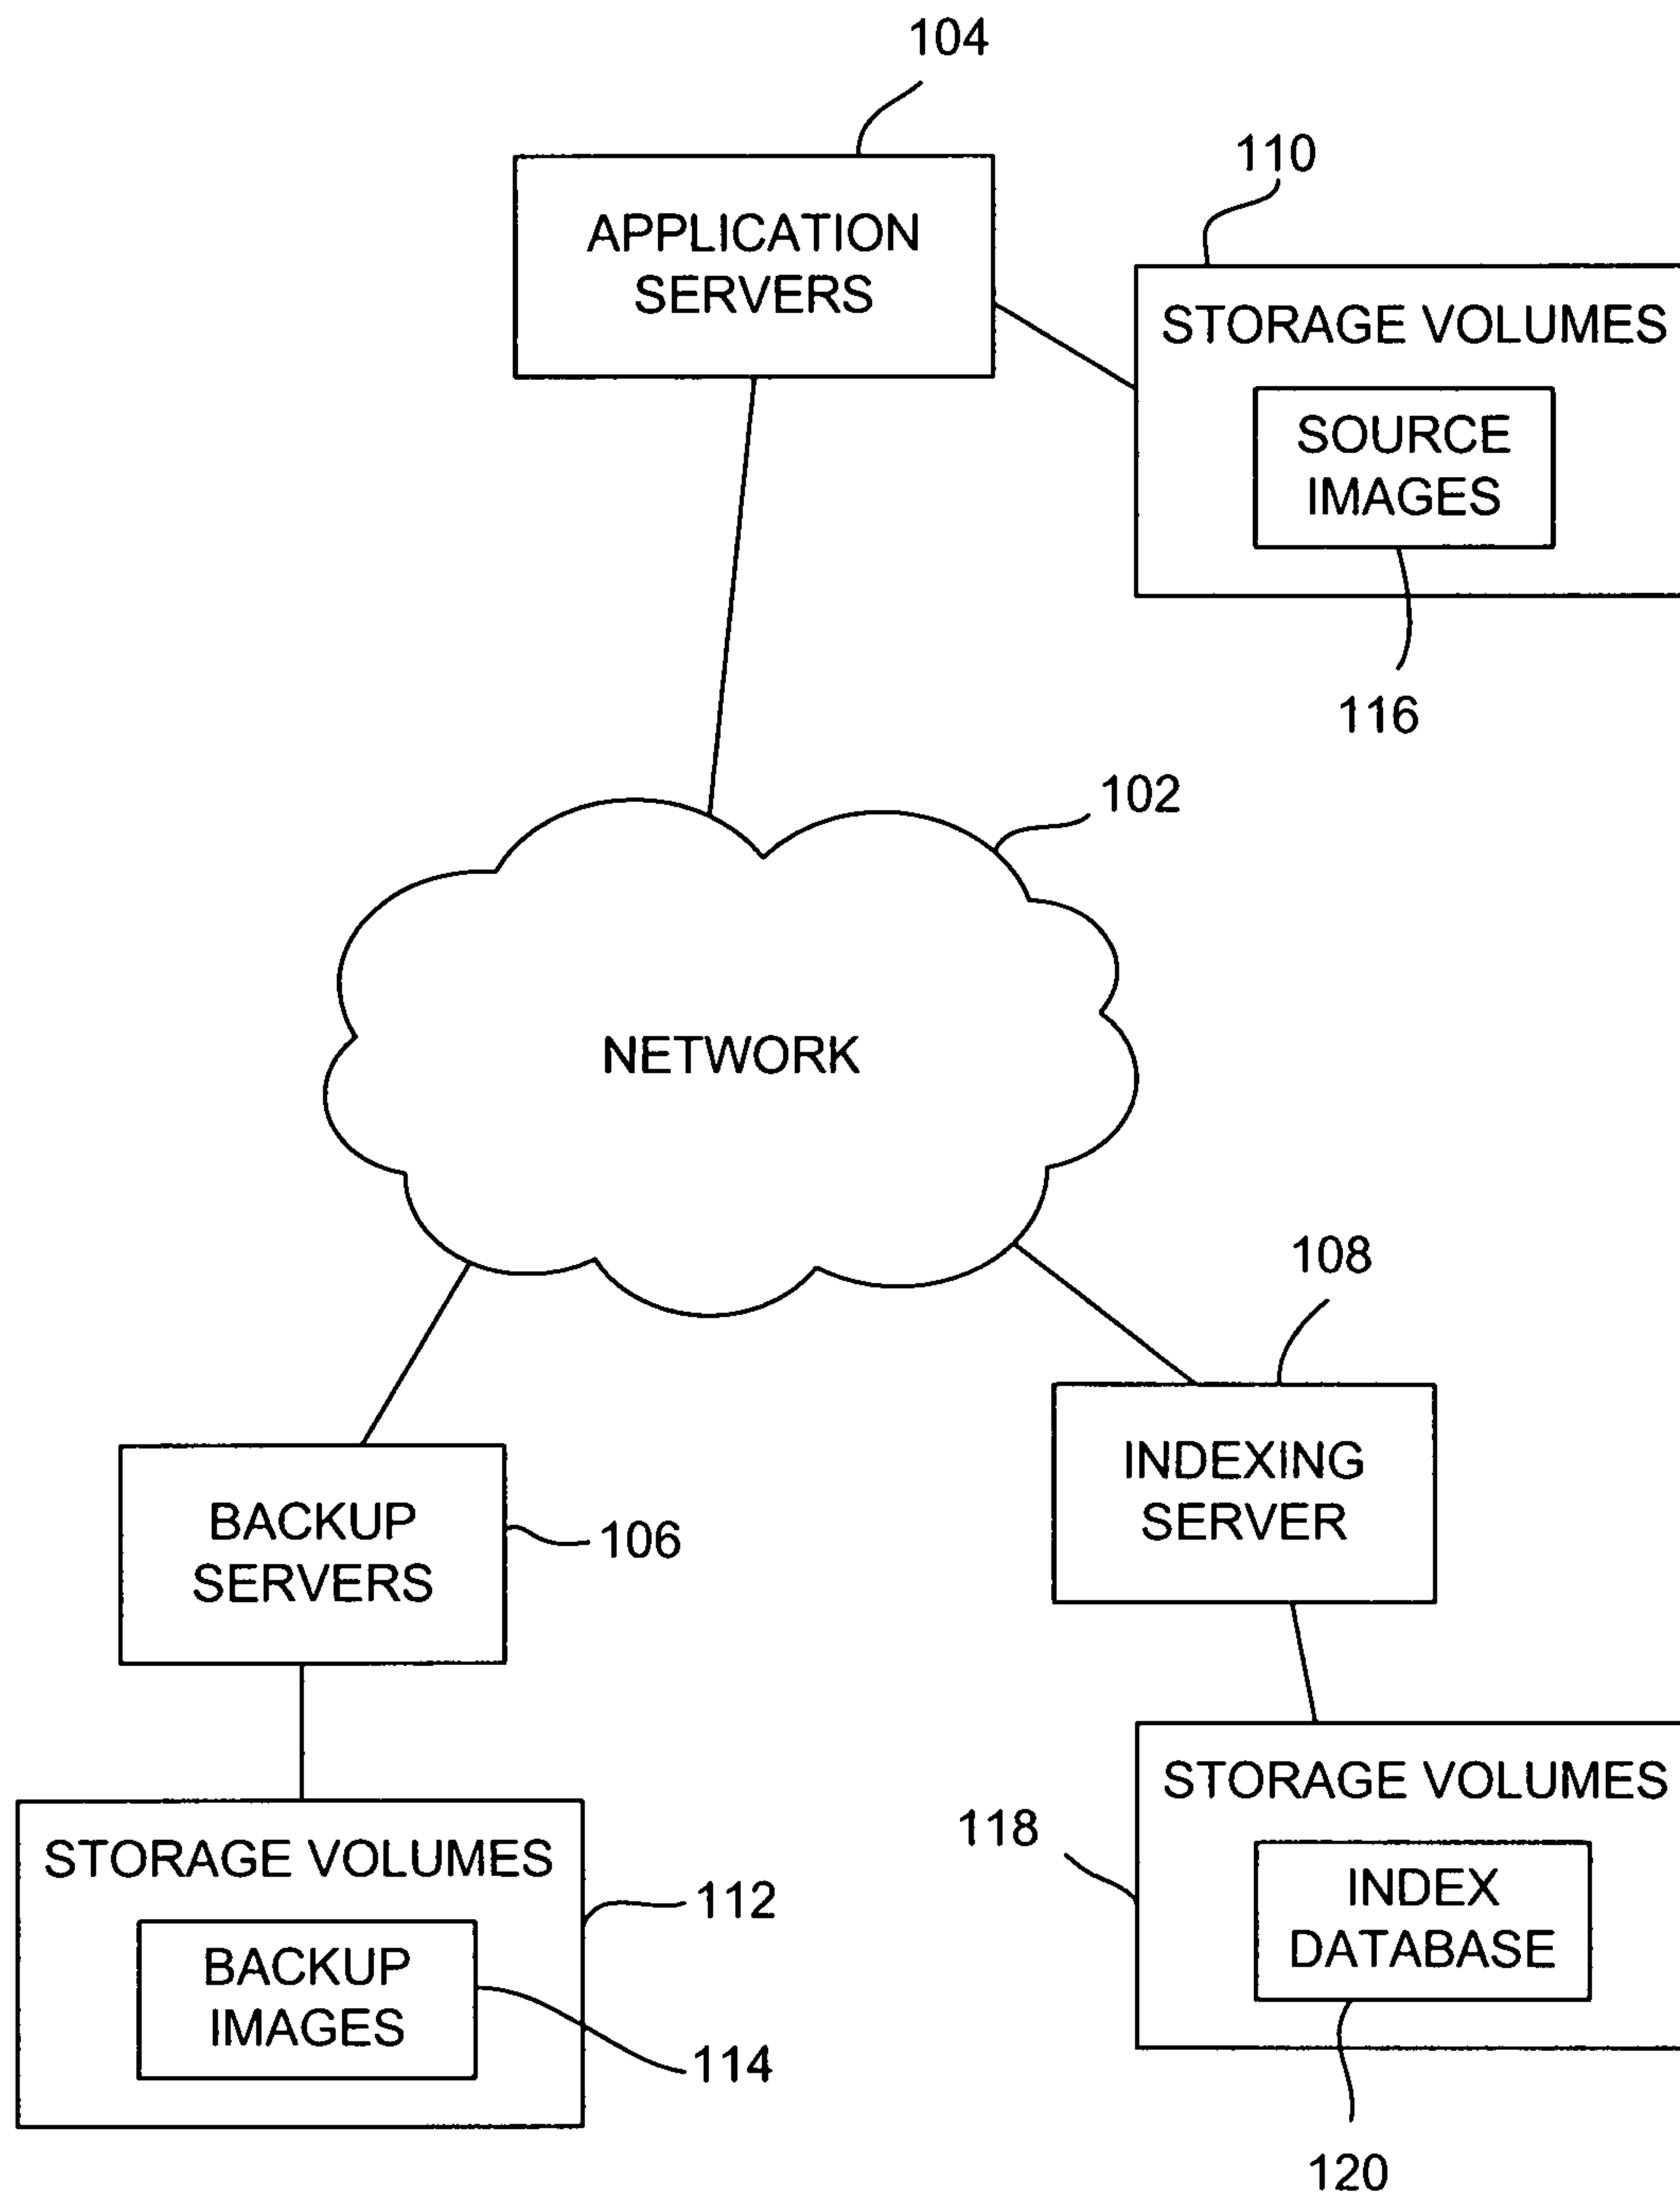 104
APPLICATION
SERVERS
110
STORAGE VOLUMES
SOURCE
IMAGES
116
102
NETWORK
108
INDEXING
SERVER
BACKUP
SERVERS
106
STORAGE VOLUMES
118
INDEX
DATABASE
120
STORAGE VOLUMES
112
BACKUP
IMAGES
114